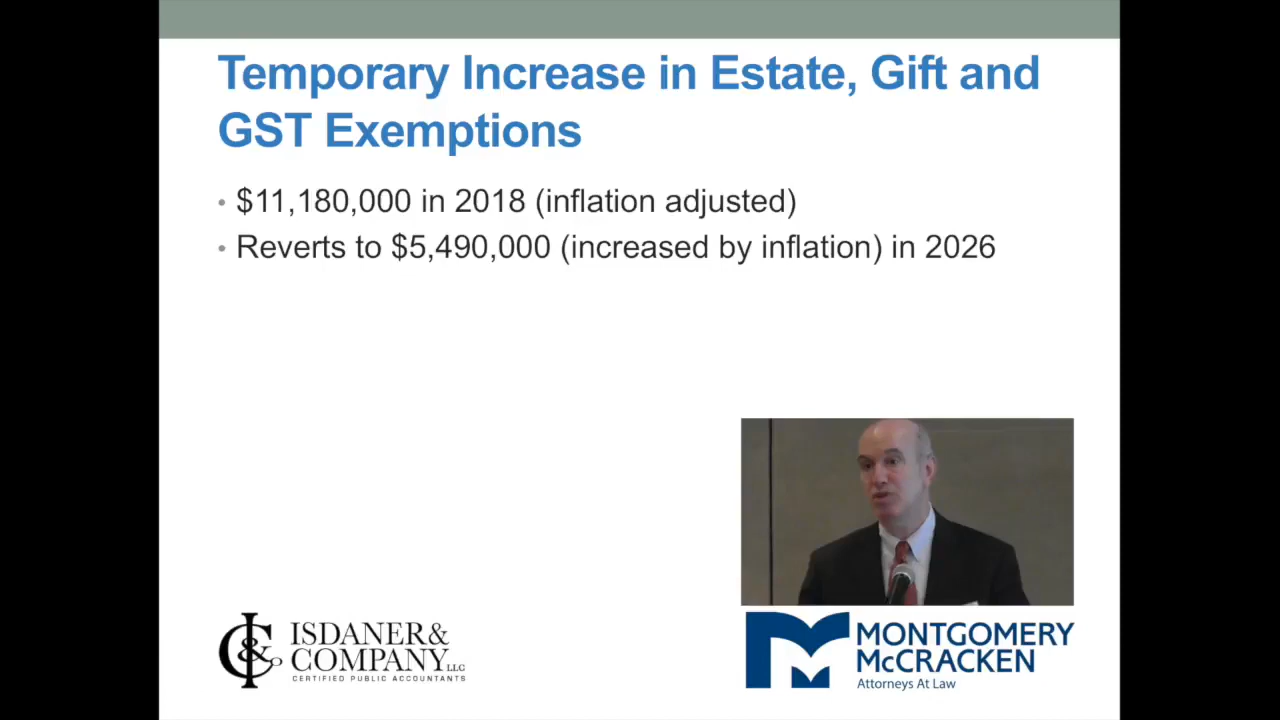 Temporary Increase in Estate, Gift and
GST Exemptions
• $11,180,000 in 2018 (inflation adjusted)
• Reverts to $5,490,000 (increased by inflation) in 2026
ISDANER&
COMPANY LLC
CERTIFIED PUBLIC ACCOUNTANTS
MONTGOMERY
McCRACKEN
Attorneys At Law